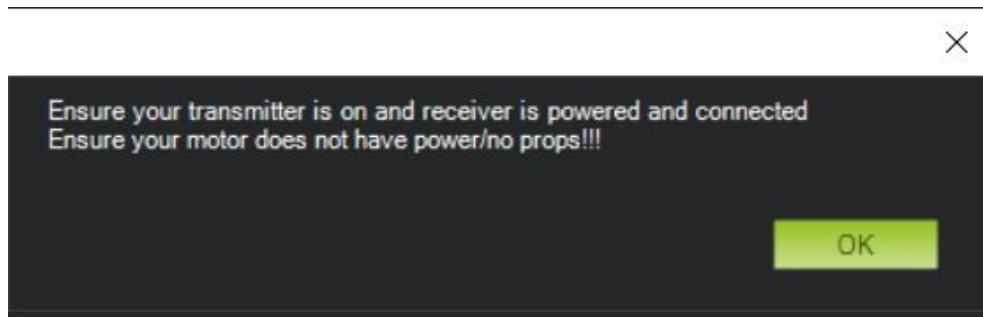 Ensure your transmitter is on and receiver is powered and connected
Ensure your motor does not have power/no props!!!
OK